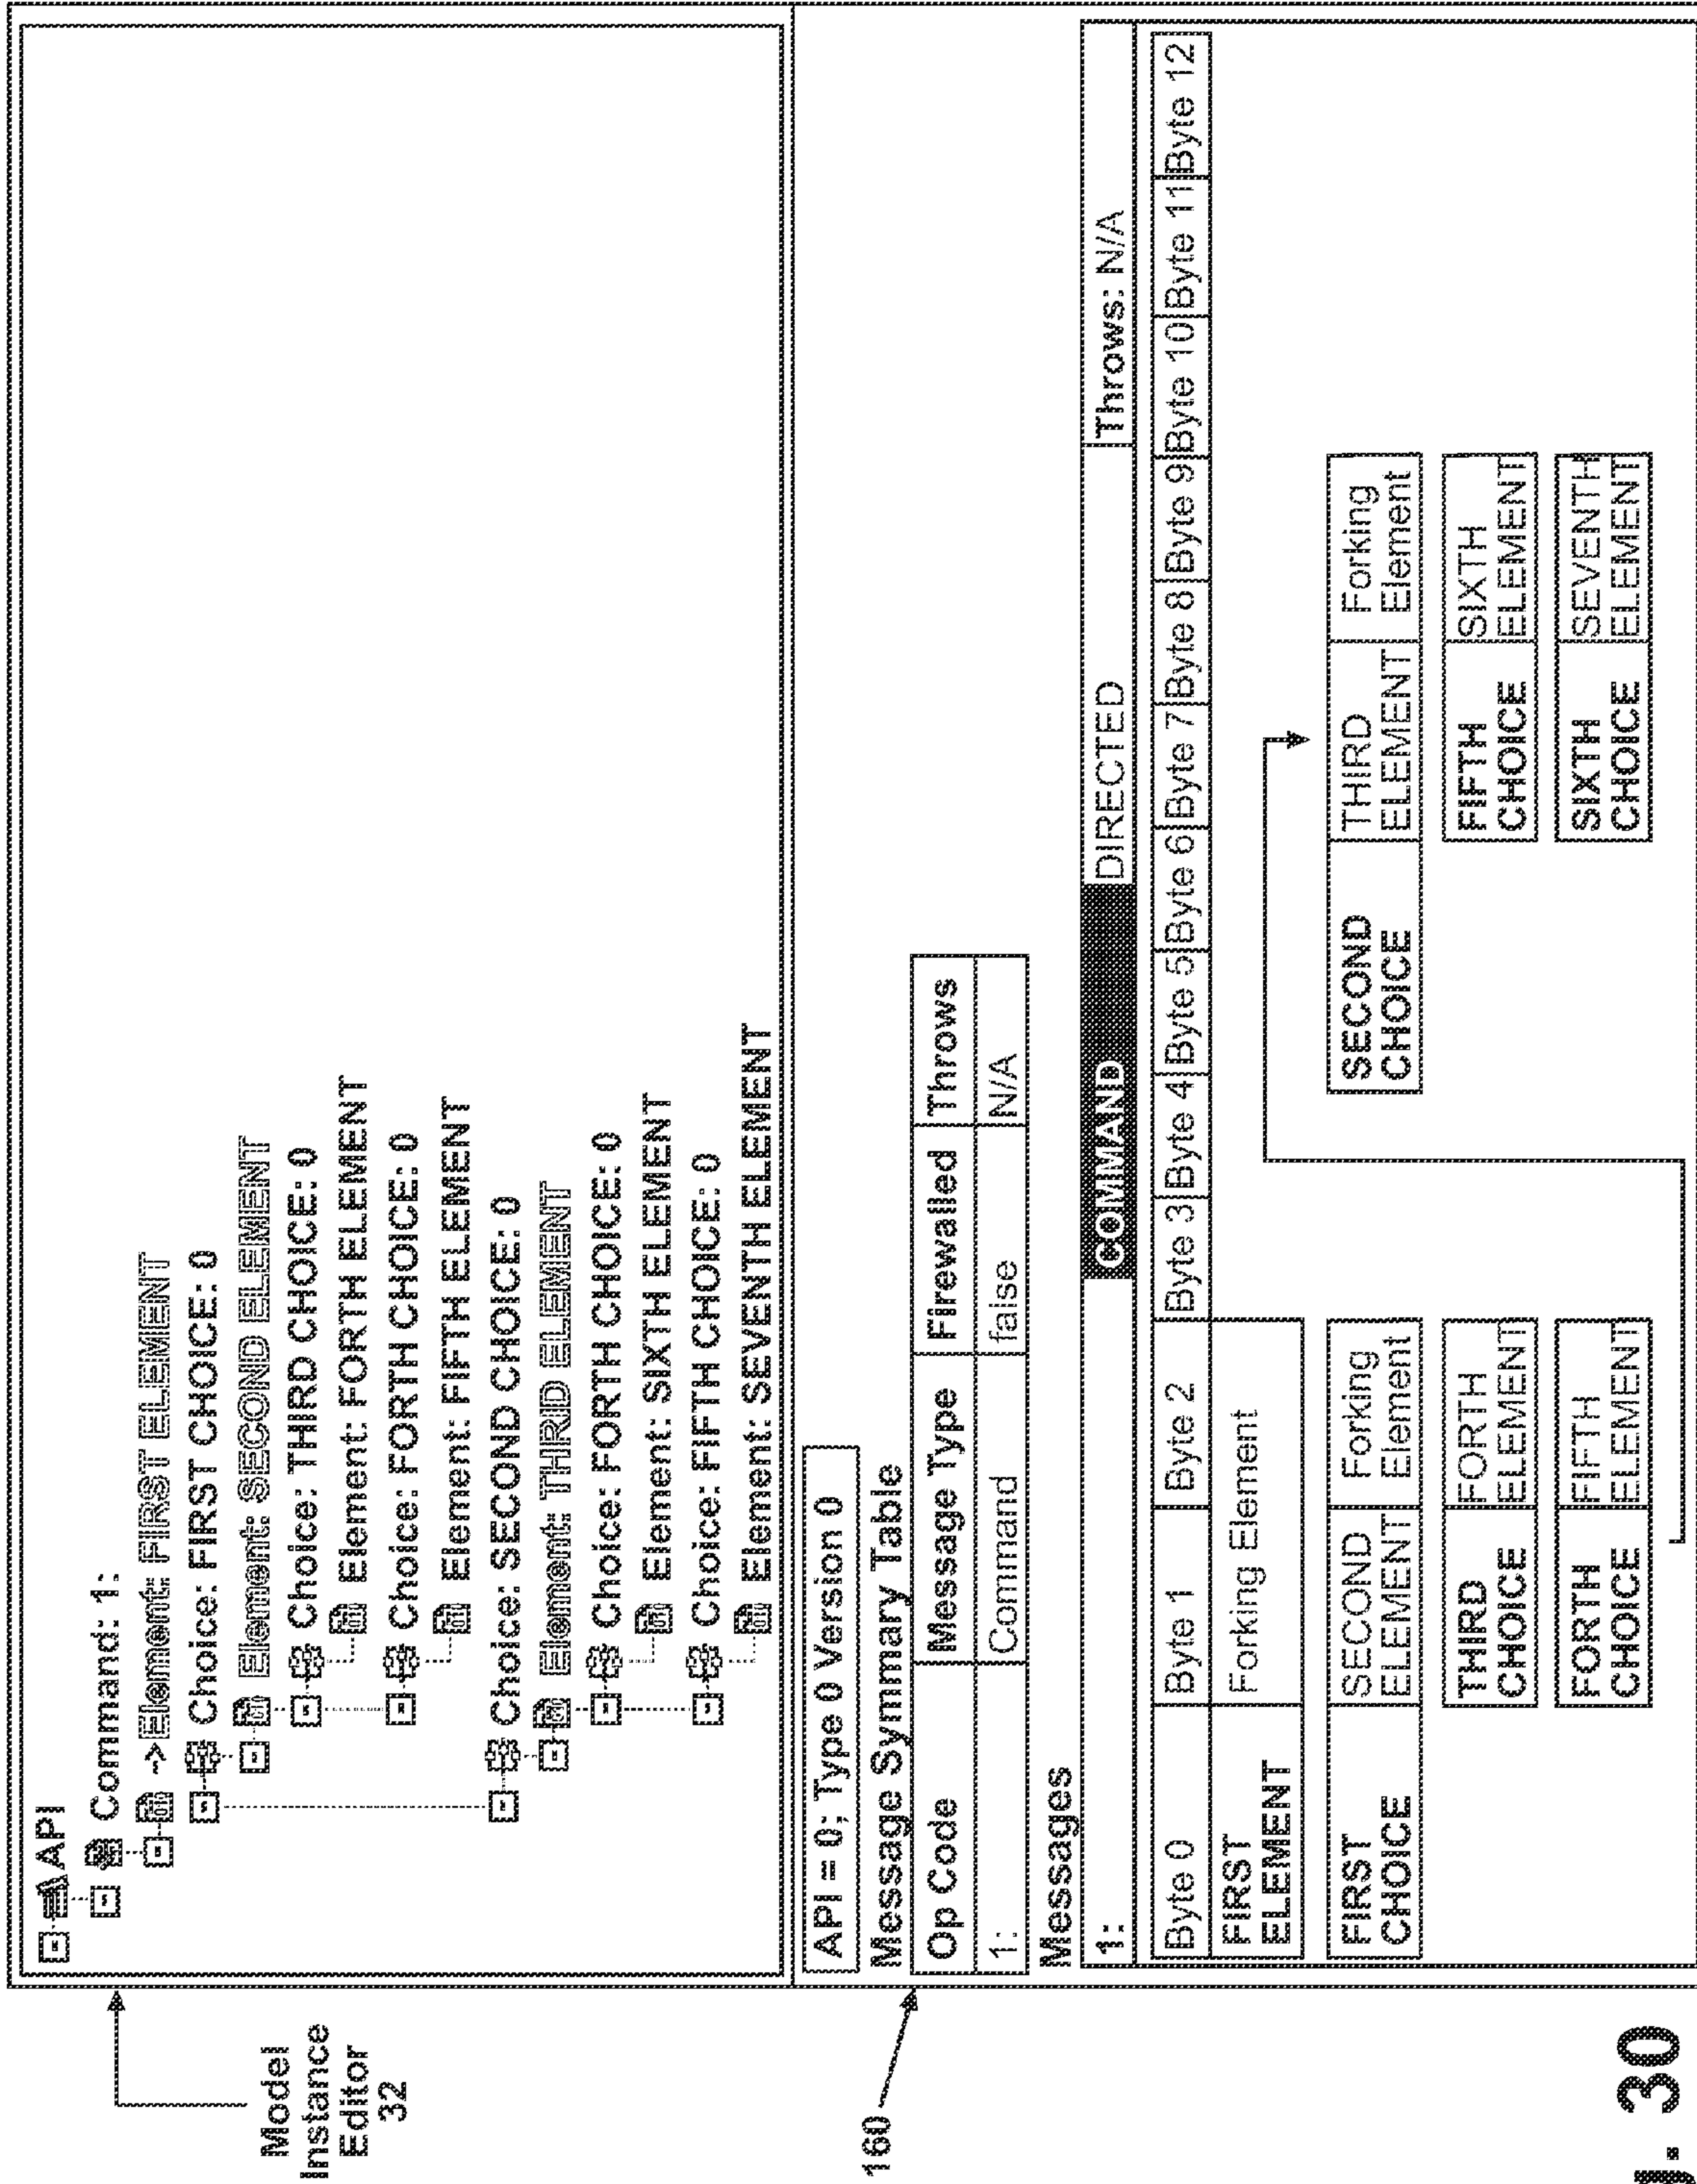 API
Command: 1:
->Element: FIRST ELEMENT
Choice: FIRST CHOICE: 0
Element: SECOND ELEMENT
Choice: THIRD CHOICE: 0
Element: FORTH ELEMENT
Choice: FORTH CHOICE: 0
Element: FIFTH ELEMENT
Choice: SECOND CHOICE: 0
Element: THRID ELEMENT
Choice: FORTH CHOICE: 0
Element: SIXTH ELEMENT
Choice: FIFTH CHOICE: 0
Element: SEVENTH ELEMENT
Model
Instance
Editor
32
160
API = 0; Type 0 Version 0
Message Symmary Table
Op Code Message Type Firewalled Throws
1: Command false N/A
Messages
1: COMMAND DIRECTED Throws: N/A
Byte 0 Byte 1 Byte 2 Byte 3 Byte 4 Byte 5 Byte 6 Byte 7 Byte 8 Byte 9 Byte 10 Byte 11 Byte 12
FIRST
ELEMENT
Forking Element
FIRST
CHOICE
SECOND
ELEMENT
Forking
Element
THIRD
CHOICE
FORTH
ELEMENT
FORTH
CHOICE
FIFTH
ELEMENT
SECOND
CHOICE
THIRD
ELEMENT
Forking
Element
FIFTH
CHOICE
SIXTH
ELEMENT
SIXTH
CHOICE
SEVENTH
ELEMENT
30